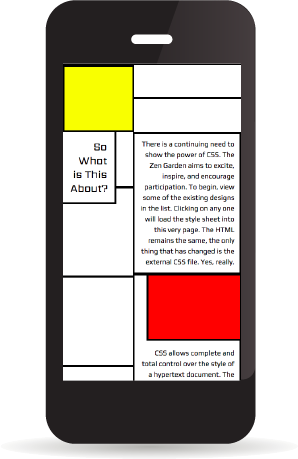 So
What
is This
About?
There is a continuing need to
show the power of CSS. The
Zen Garden aims to excite,
inspire, and encourage
participation. To begin, view
some of the existing designs
in the list. Clicking on any one
will load the style sheet into
this very page. The HTML
remains the same, the only
thing that has changed is the
external CSS file. Yes, really.
CSS allows complete and
total control over the style of
a hypertext document. The